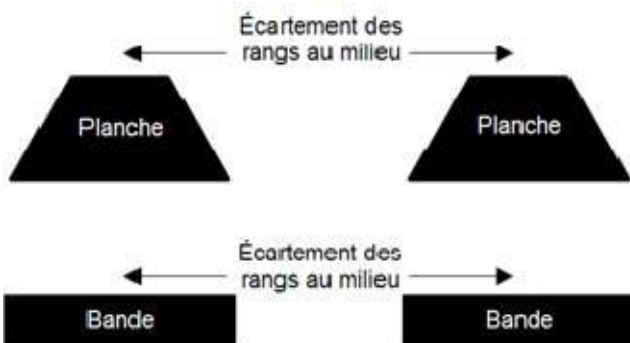 Écartement des
rangs au milieu
Planche
Planche
Écartement des
rangs au milieu
Bande
Bande